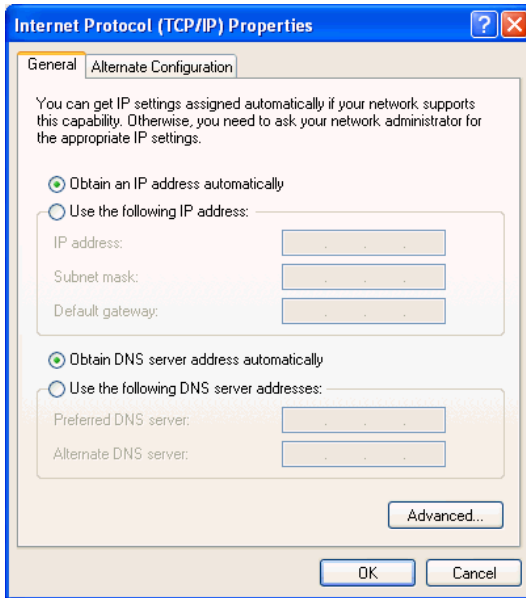 Internet Protocol (TCP/IP) Properties
?
General
Alternate Configuration
You can get IP settings assigned automatically if your network supports
this capability. Otherwise, you need to ask your network administrator for
the appropriate IP settings.
Obtain an IP address automatically
Use the following IP address:
IP address:
Subnet mask:
Default gateway:
Obtain DNS server address automatically
Use the following DNS server addresses:
Preferred DNS server:
Alternate DNS server:
Advanced...
OK
Cancel